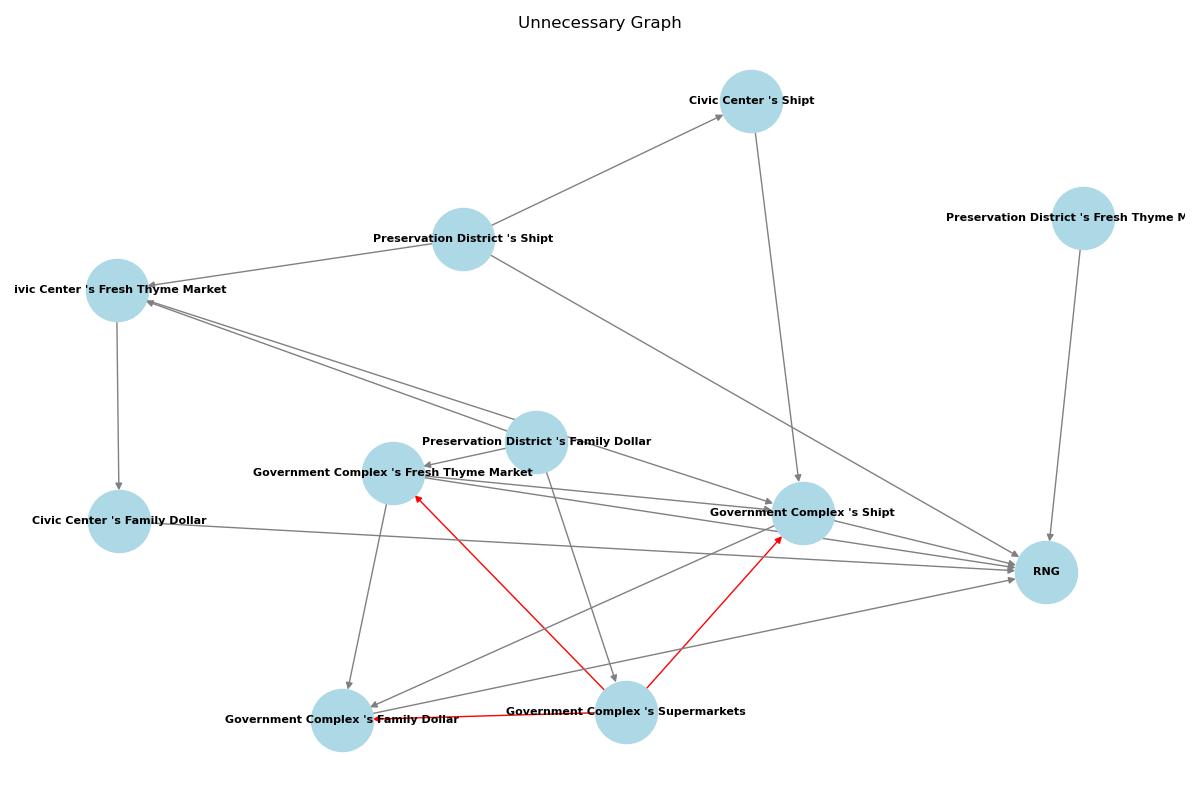 Unnecessary Graph
Civic Center 's Shipt
Preservation District 's Fresh Thyme M
Preservation District 's Shipt
ivic Center 's Fresh Thyme Market
Preservation District 's Family Dollar
Government Complex 's Fresh Thyme Market
Government Complex 's Shipt
Civic Center 's Family Dollar
RNG
Government Complex 's Supermarkets
Government Complex 's Family Dollar